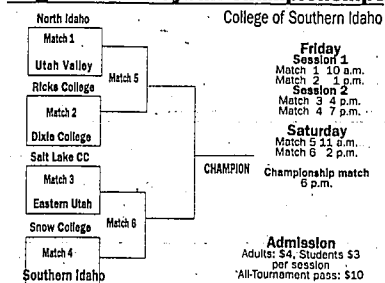 North Idaho
Match 1
Utah Valley
Match 5
Ricks College
Match 2
Dixie College
Salt Lake CC
Match 3
Eastern Utah
Match 6
Snow College
Match 4
Southern Idaho
CHAMPION
College of Southern Idaho
Friday
Session 1
Match 1 10 a.m.
Match 2 1 p.m.
Session 2
Match 3 4 p.m.
Match 4 7 p.m.
Saturday
Match 5 11 a.m.
Match 6 2 p.m.
Championship match
6 p.m.
Admission
Adults: $4, Students $3
per session
All-Tournament pass: $10